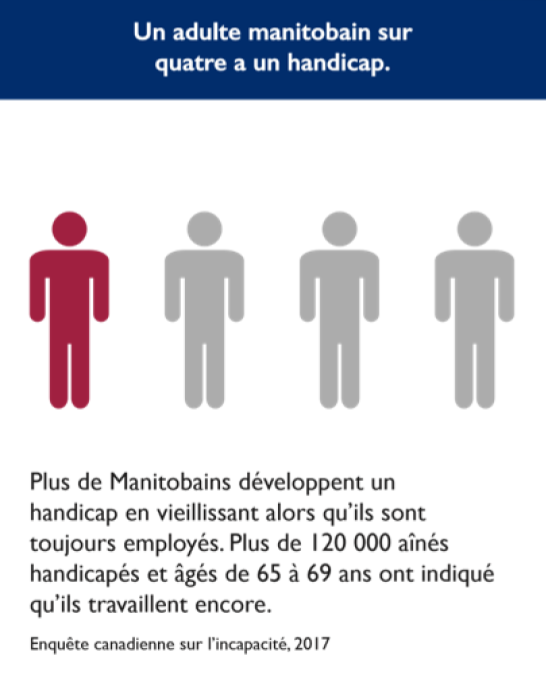 Un adulte manitobain sur
quatre a un handicap.
Plus de Manitobains développent un
handicap en vieillissant alors qu'ils sont
toujours employés. Plus de 120 000 aînés
handicapés et âgés de 65 à 69 ans ont indiqué
qu'ils travaillent encore.
Enquête canadienne sur l'incapacité, 2017